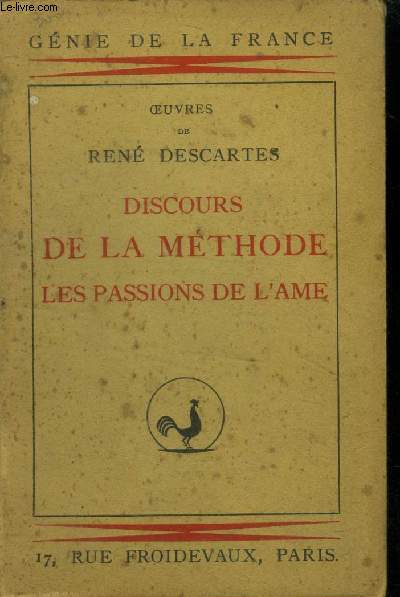 Le-livre.com
GÉNIE DE LA FRANCE
ŒUVRES
DE
RENÉ DESCARTES
DISCOURS
DE LA MÉTHODE
LES PASSIONS DE L'AME
17, RUE FROIDEVAUX, PARIS.